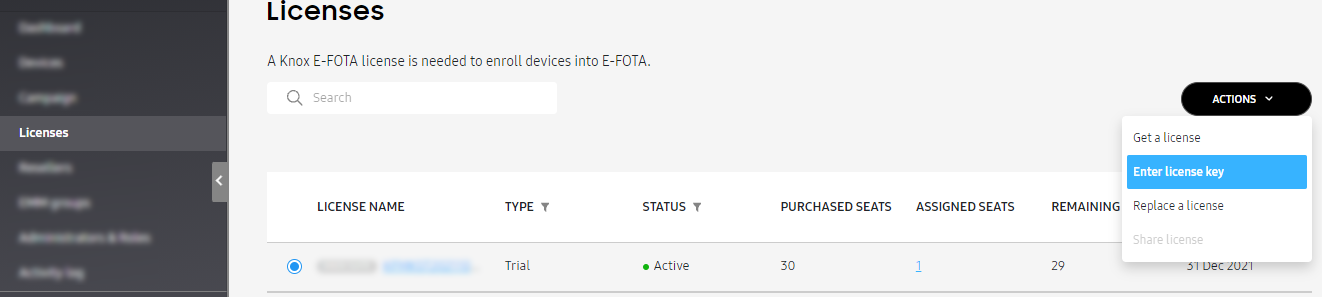 Licenses
A Knox E-FOTA license is needed to enroll devices into E-FOTA.
Search
ACTIONS
Get a license
Enter license key
Replace a license
Share license
Dashboard
Devices
Campaign
Licenses
Resellers
EMM groups
Administrators & Roles
Activity log
LICENSE NAME TYPE STATUS PURCHASED SEATS ASSIGNED SEATS REMAINING
Trial Active 30 1 29 31 Dec 2021